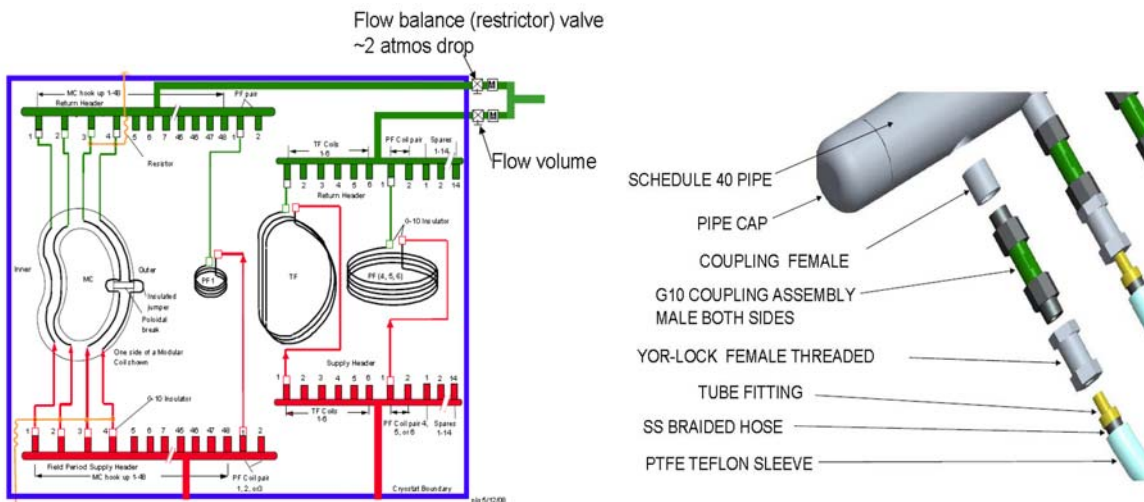 Flow balance (restrictor) valve
~2 atmos drop
MC hook up 1-48
Return Header
PF pair
1 2 3 4 5 6 7 45 46 47 48 1 2
Resistor
M
M
Flow volume
TF Coils
1-6
PF Coil pair
Spares
1-14
1 2 3 4 5 6 1 2 1 2 14
Return Header
G-10 Insulator
Inner
MC
Outer
Insulated
jumper
Poloidal
break
PF1
TF
PF (4, 5, 6)
One side of a Modular
Coil shown
Supply Header
1 2 3 4 5 6 1 2 1 2 14
G-10 Insulator
TF Coils
1-6
PF Coil pair 4,
5, or 6
Spares
1-14
1 2 3 4 5 6 7 45 46 47 48 1 2
Field Period Supply Header
MC hook up 1-48
PF Coil pair
1, 2, or 3
Cryostat Boundary
SCHEDULE 40 PIPE
PIPE CAP
COUPLING FEMALE
G10 COUPLING ASSEMBLY
MALE BOTH SIDES
YOR-LOCK FEMALE THREADED
TUBE FITTING
SS BRAIDED HOSE
PTFE TEFLON SLEEVE